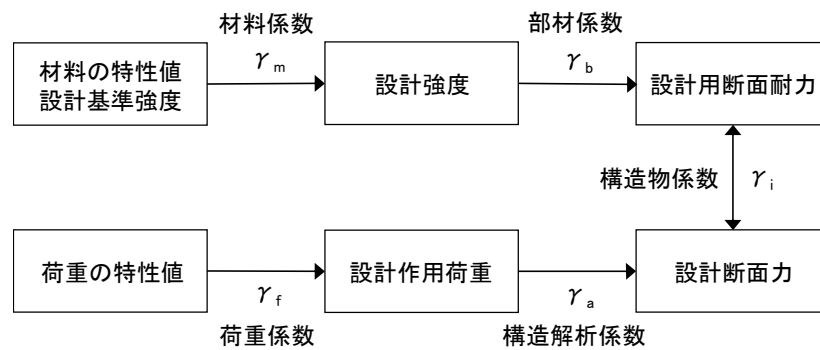 材料係数
γm
部材係数
γb
材料の特性値
設計基準強度
設計強度
設計用断面耐力
構造物係数
γi
荷重の特性値
設計作用荷重
設計断面力
γf
荷重係数
γa
構造解析係数